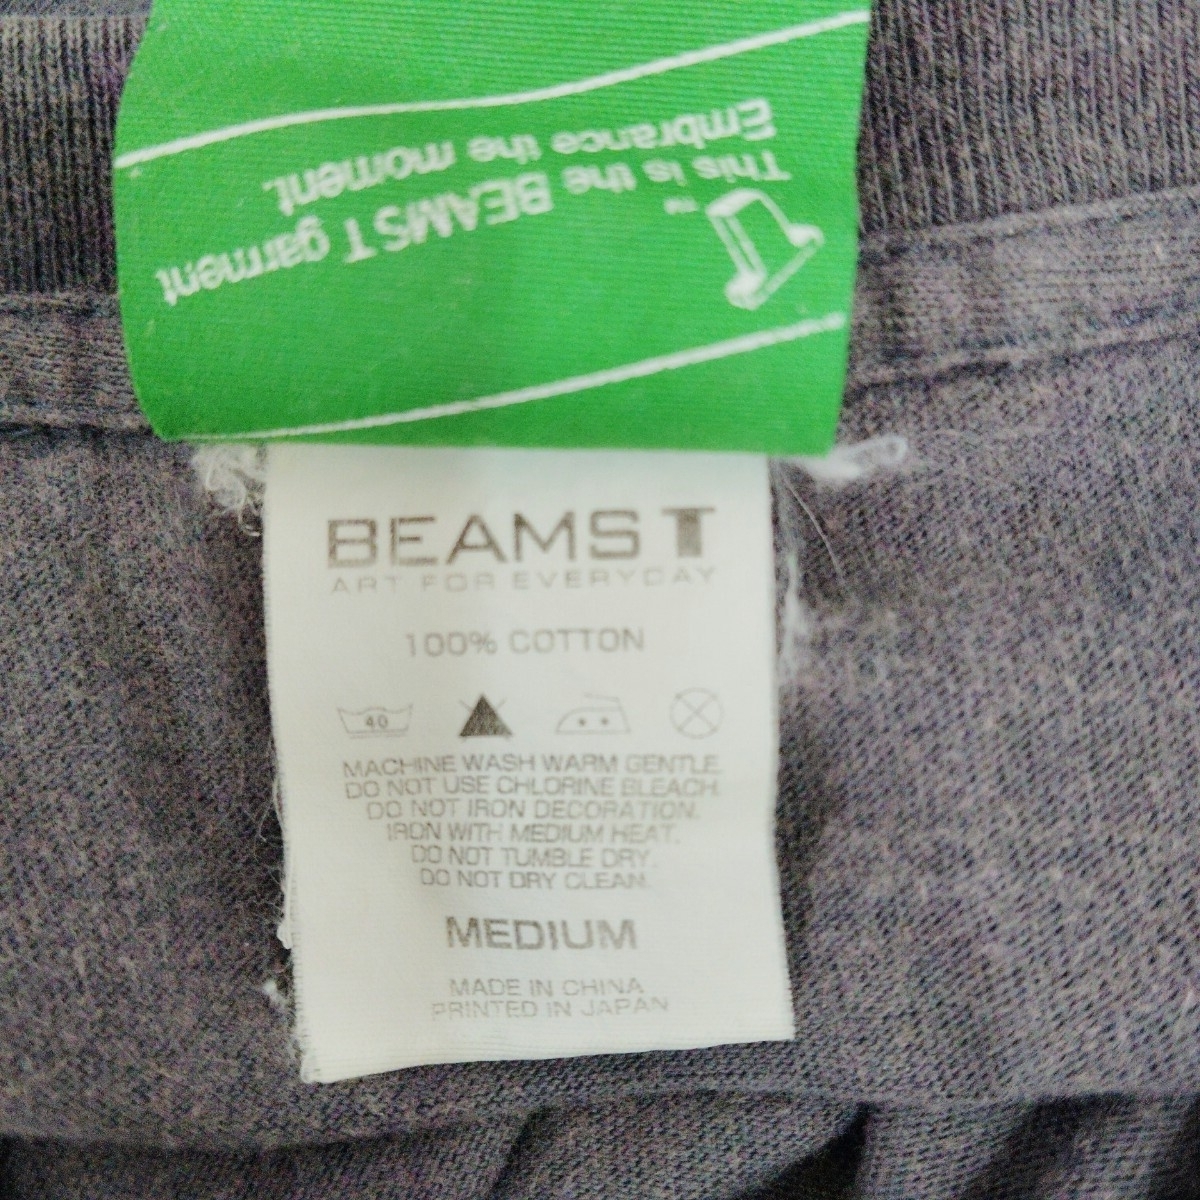 This is the BEAMS T garment
Embrance the moment
TM
BEAMS T
ART FOR EVERYDAY
100% COTTON
40
MACHINE WASH WARM GENTLE.
DO NOT USE CHLORINE BLEACH.
DO NOT IRON DECORATION.
IRON WITH MEDIUM HEAT.
DO NOT TUMBLE DRY.
DO NOT DRY CLEAN.
MEDIUM
MADE IN CHINA
PRINTED IN JAPAN